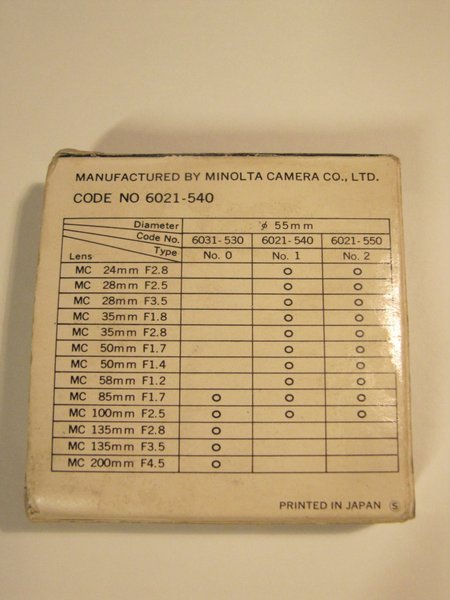 MANUFACTURED BY MINOLTA CAMERA CO., LTD.
CODE NO 6021-540
Diameter ø 55mm
Code No. 6031-530 6021-540 6021-550
Type No. 0 No. 1 No. 2
Lens
MC 24mm F2.8 O O
MC 28mm F2.5 O O
MC 28mm F3.5 O O
MC 35mm F1.8 O O
MC 35mm F2.8 O O
MC 50mm F1.7 O O
MC 50mm F1.4 O O
MC 58mm F1.2 O O
MC 85mm F1.7 O O O
MC 100mm F2.5 O O O
MC 135mm F2.8 O
MC 135mm F3.5 O
MC 200mm F4.5 O
PRINTED IN JAPAN Ⓢ